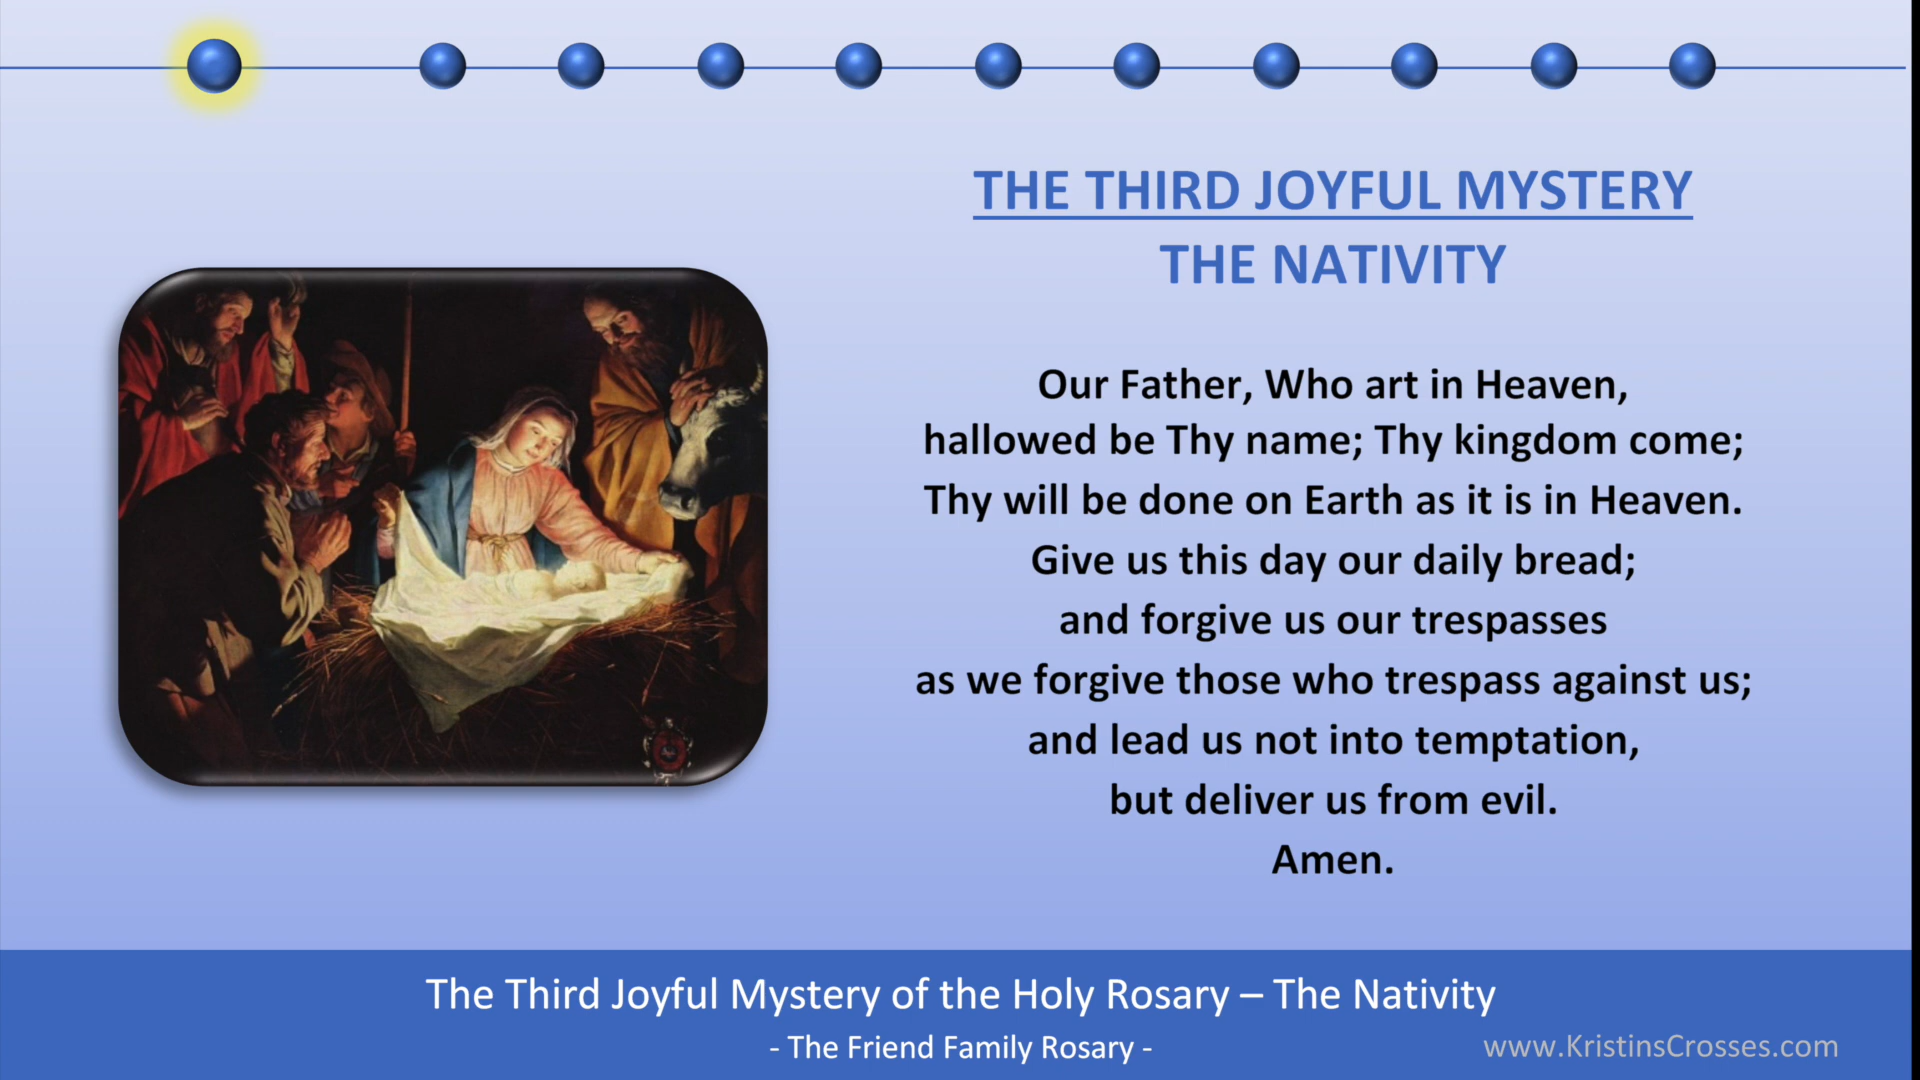 THE THIRD JOYFUL MYSTERY
THE NATIVITY
Our Father, Who art in Heaven,
hallowed be Thy name; Thy kingdom come;
Thy will be done on Earth as it is in Heaven.
Give us this day our daily bread;
and forgive us our trespasses
as we forgive those who trespass against us;
and lead us not into temptation,
but deliver us from evil.
Amen.
The Third Joyful Mystery of the Holy Rosary – The Nativity
- The Friend Family Rosary -
www.KristinsCrosses.com